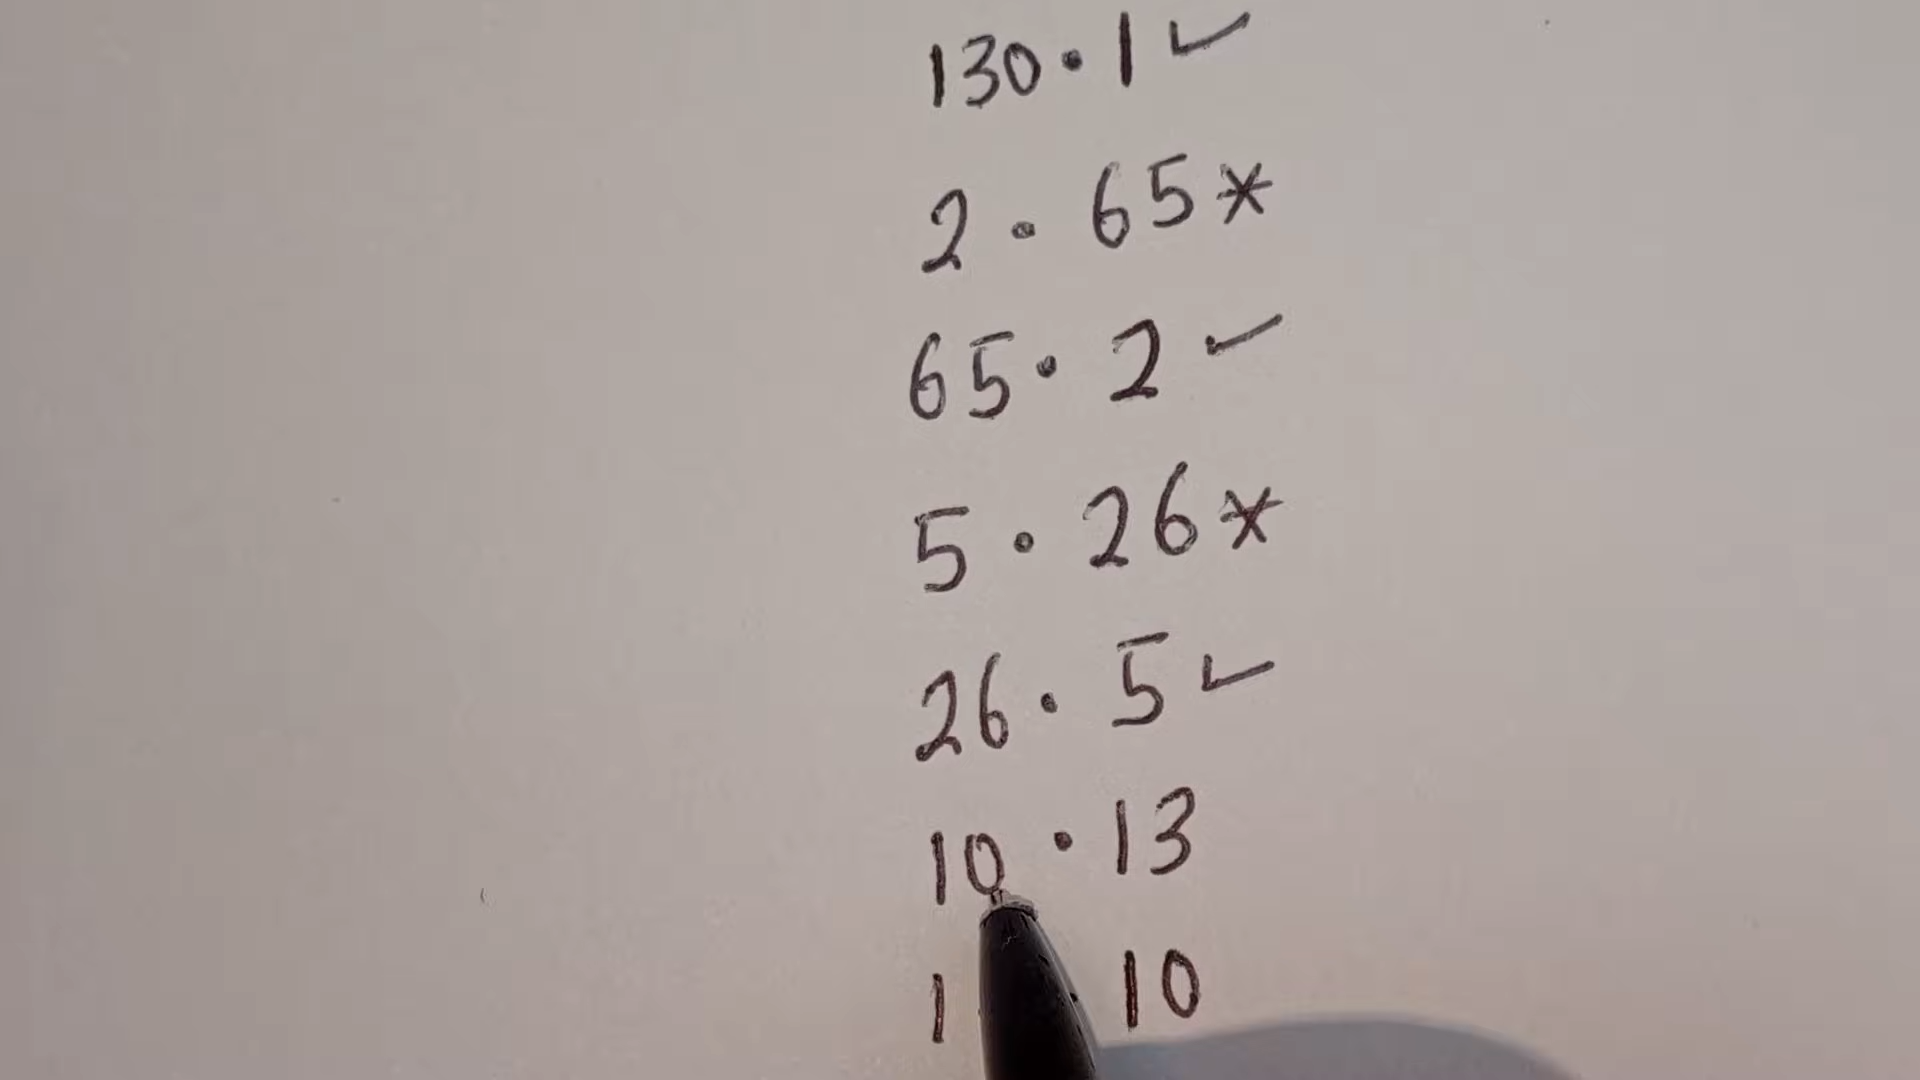 130 · 1 ✓
2 · 65 *
65 · 2 ✓
5 · 26 *
26 · 5 ✓
10 · 13
1 10